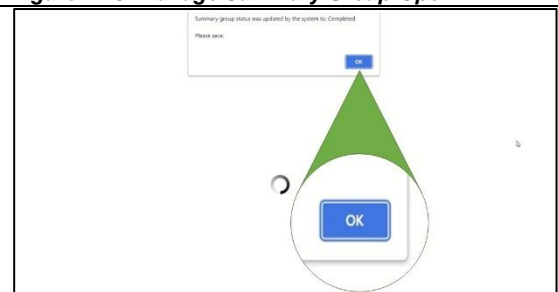 Summary group status was updated by the system to: Completed
Please save.
OK
OK